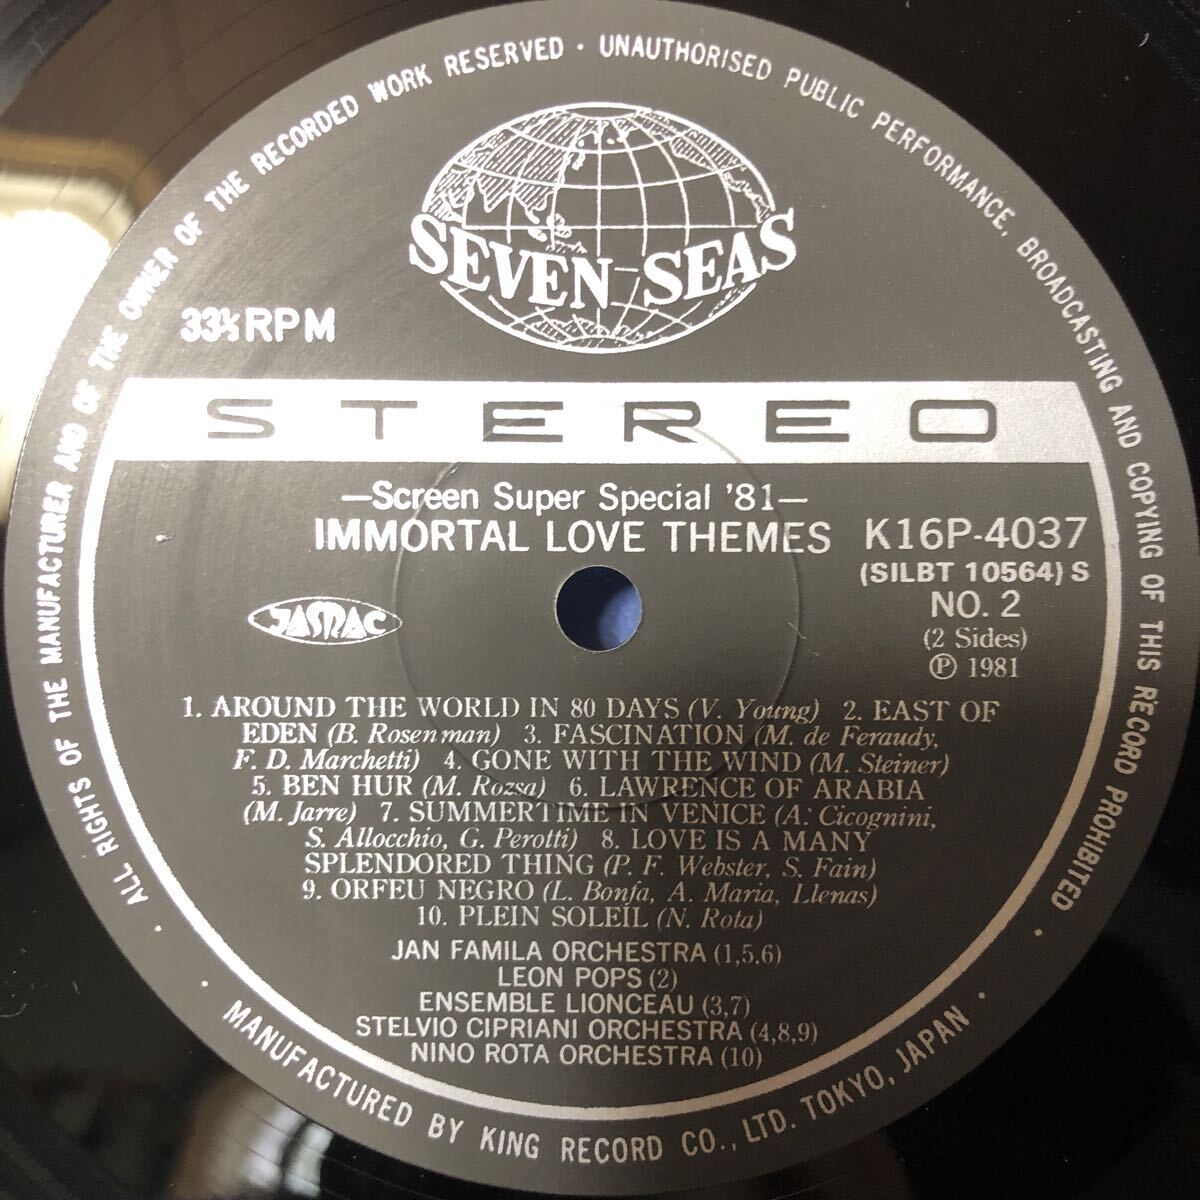 ALL RIGHTS OF THE MANUFACTURER AND OF THE OWNER OF THE RECORDED WORK RESERVED · UNAUTHORISED PUBLIC PERFORMANCE, BROADCASTING AND COPYING OF THIS RECORD PROHIBITED ·
SEVEN SEAS
33⅓ RPM
STEREO
—Screen Super Special '81—
IMMORTAL LOVE THEMES
K16P-4037
(SILBT 10564) S
NO. 2
(2 Sides)
Ⓟ 1981
JASRAC
1. AROUND THE WORLD IN 80 DAYS (V. Young) 2. EAST OF
EDEN (B. Rosenman) 3. FASCINATION (M. de Feraudy,
F. D. Marchetti) 4. GONE WITH THE WIND (M. Steiner)
5. BEN HUR (M. Rozsa) 6. LAWRENCE OF ARABIA
(M. Jarre) 7. SUMMERTIME IN VENICE (A. Cicognini,
S. Allocchio, G. Perotti) 8. LOVE IS A MANY
SPLENDORED THING (P. F. Webster, S. Fain)
9. ORFEU NEGRO (L. Bonfa, A. Maria, Llenas)
10. PLEIN SOLEIL (N. Rota)
JAN FAMILA ORCHESTRA (1,5.6)
LEON POPS (2)
ENSEMBLE LIONCEAU (3,7)
STELVIO CIPRIANI ORCHESTRA (4,8,9)
NINO ROTA ORCHESTRA (10)
· MANUFACTURED BY KING RECORD CO., LTD. TOKYO, JAPAN ·